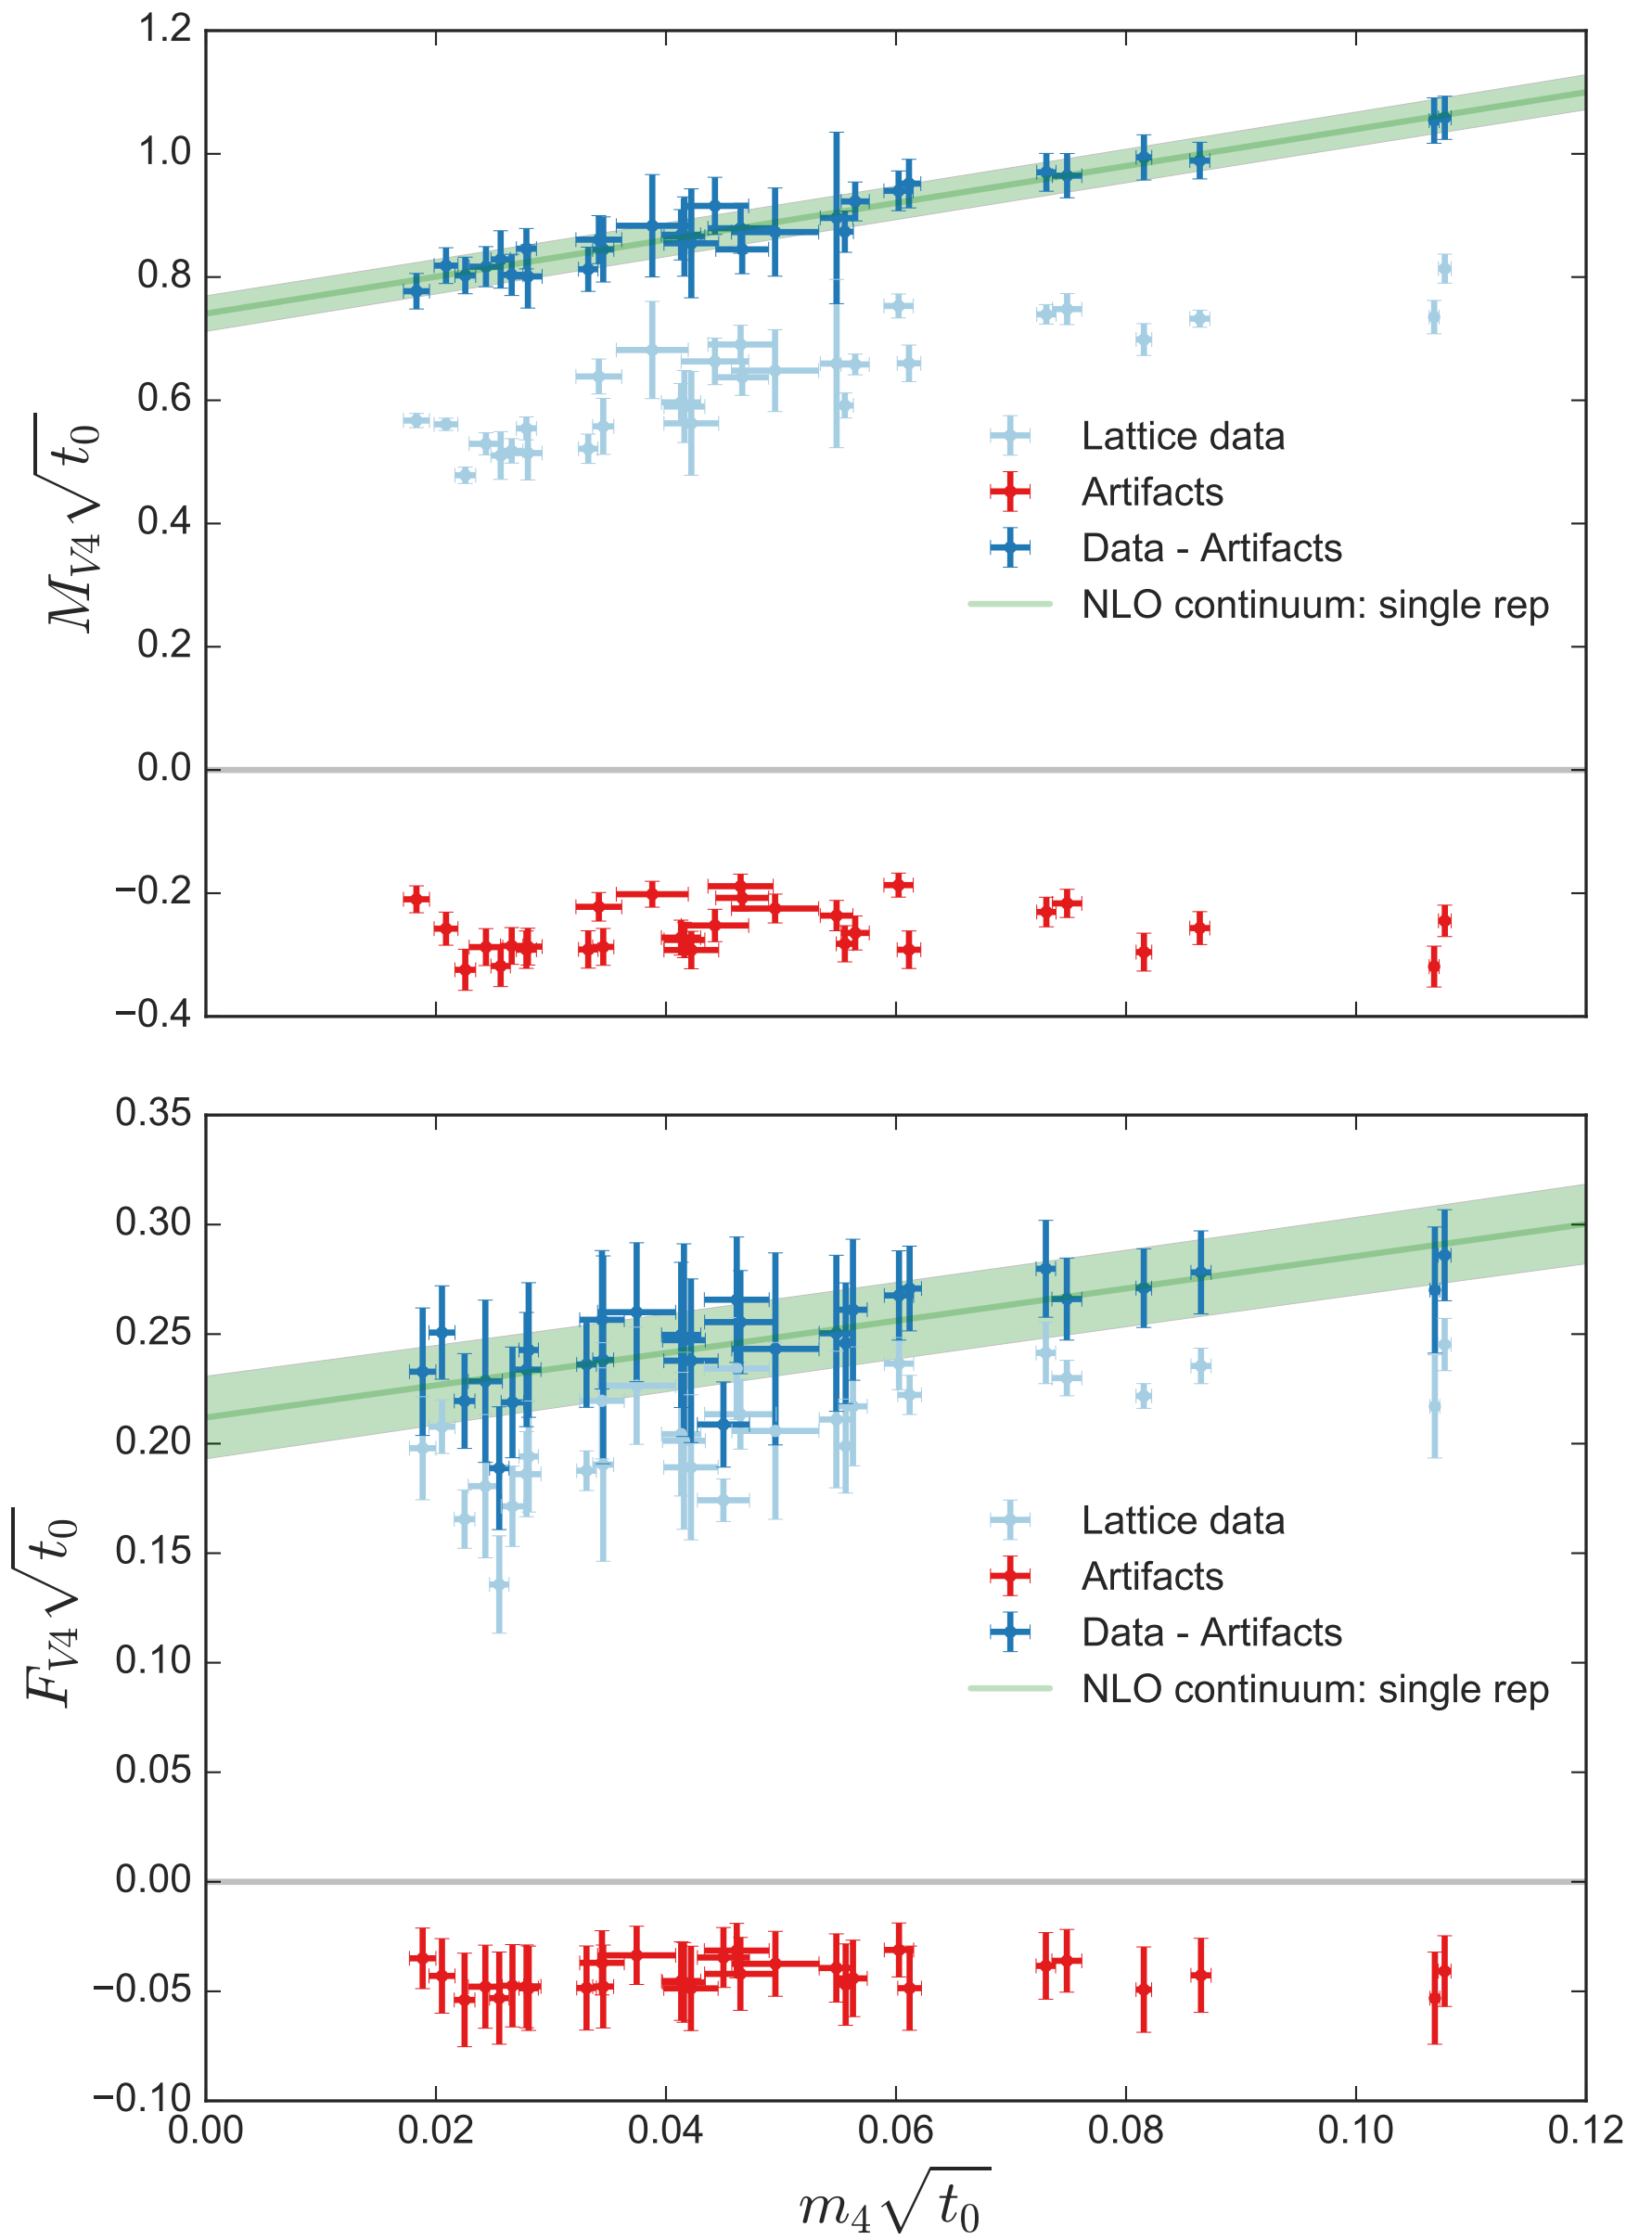 1.2
1.0
0.8
0.6
0.4
0.2
0.0
−0.2
−0.4
M_{V4}√t_0
Lattice data
Artifacts
Data - Artifacts
NLO continuum: single rep
0.35
0.30
0.25
0.20
0.15
0.10
0.05
0.00
−0.05
−0.10
F_{V4}√t_0
Lattice data
Artifacts
Data - Artifacts
NLO continuum: single rep
0.00 0.02 0.04 0.06 0.08 0.10 0.12
m_4√t_0